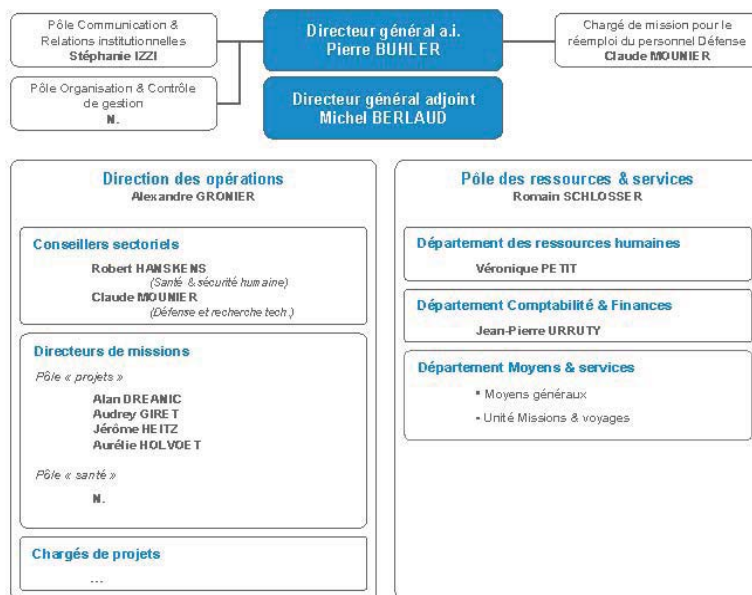 Pôle Communication &
Relations institutionnelles
Stéphanie IZZI
Directeur général a.i.
Pierre BUHLER
Chargé de mission pour le
réemploi du personnel Défense
Claude MOUNIER
Pôle Organisation & Contrôle
de gestion
N.
Directeur général adjoint
Michel BERLAUD
Direction des opérations
Alexandre GRONIER
Conseillers sectoriels
Robert HANSKENS
(Santé & sécurité humaine)
Claude MOUNIER
(Défense et recherche tech.)
Directeurs de missions
Pôle « projets »
Alan DREANIC
Audrey GIRET
Jérôme HEITZ
Aurélie HOLVOET
Pôle « santé »
N.
Chargés de projets
...
Pôle des ressources & services
Romain SCHLOSSER
Département des ressources humaines
Véronique PETIT
Département Comptabilité & Finances
Jean-Pierre URRUTY
Département Moyens & services
▪ Moyens généraux
- Unité Missions & voyages